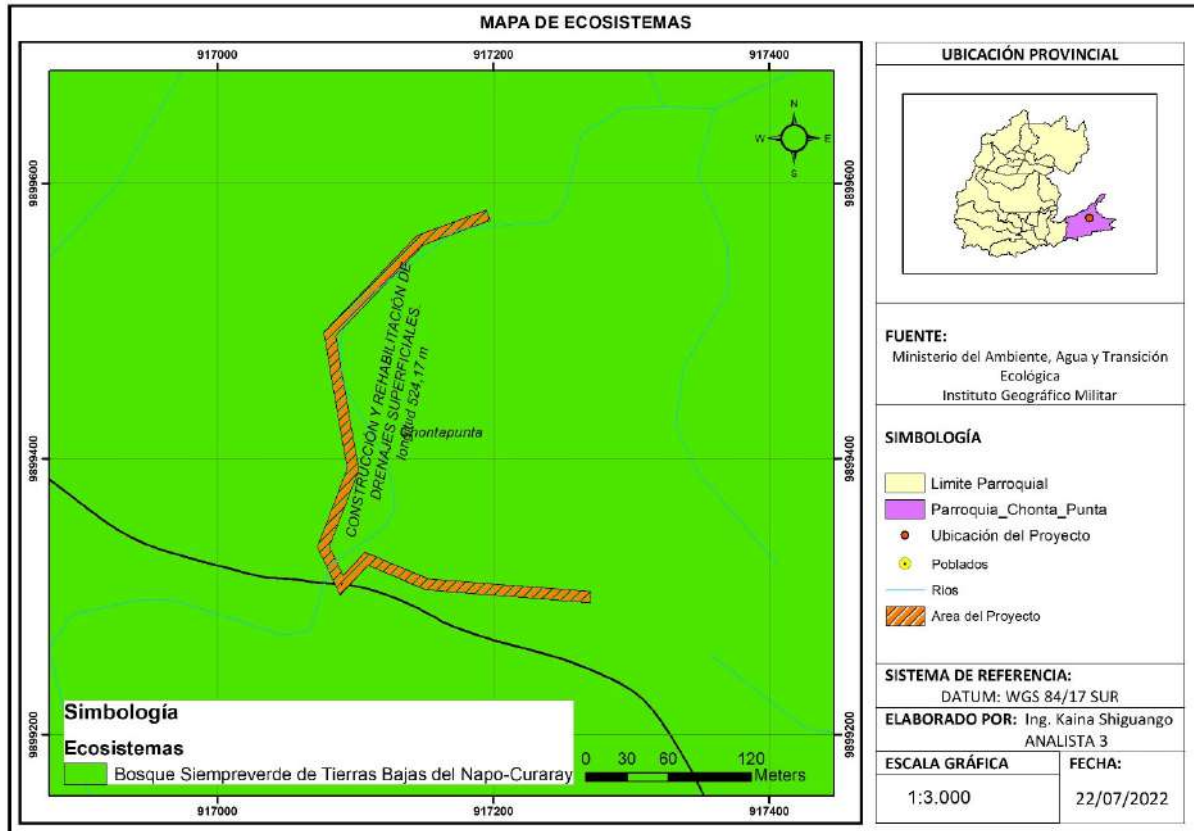 MAPA DE ECOSISTEMAS
917000 917200 917400
N
W E
S
9899600 9899600
CONSTRUCCIÓN Y REHABILITACIÓN DE
DRENAJES SUPERFICIALES.
longitud 524,17 m
Chontapunta
9899400 9899400
9899200 9899200
Simbología
Ecosistemas
Bosque Siempreverde de Tierras Bajas del Napo-Curaray
0 30 60 120
Meters
917000 917200 917400
UBICACIÓN PROVINCIAL
FUENTE:
Ministerio del Ambiente, Agua y Transición
Ecológica
Instituto Geográfico Militar
SIMBOLOGÍA
Limite Parroquial
Parroquia_Chonta_Punta
Ubicación del Proyecto
Poblados
Rios
Area del Proyecto
SISTEMA DE REFERENCIA:
DATUM: WGS 84/17 SUR
ELABORADO POR: Ing. Kaina Shiguango
ANALISTA 3
ESCALA GRÁFICA
1:3.000
FECHA:
22/07/2022